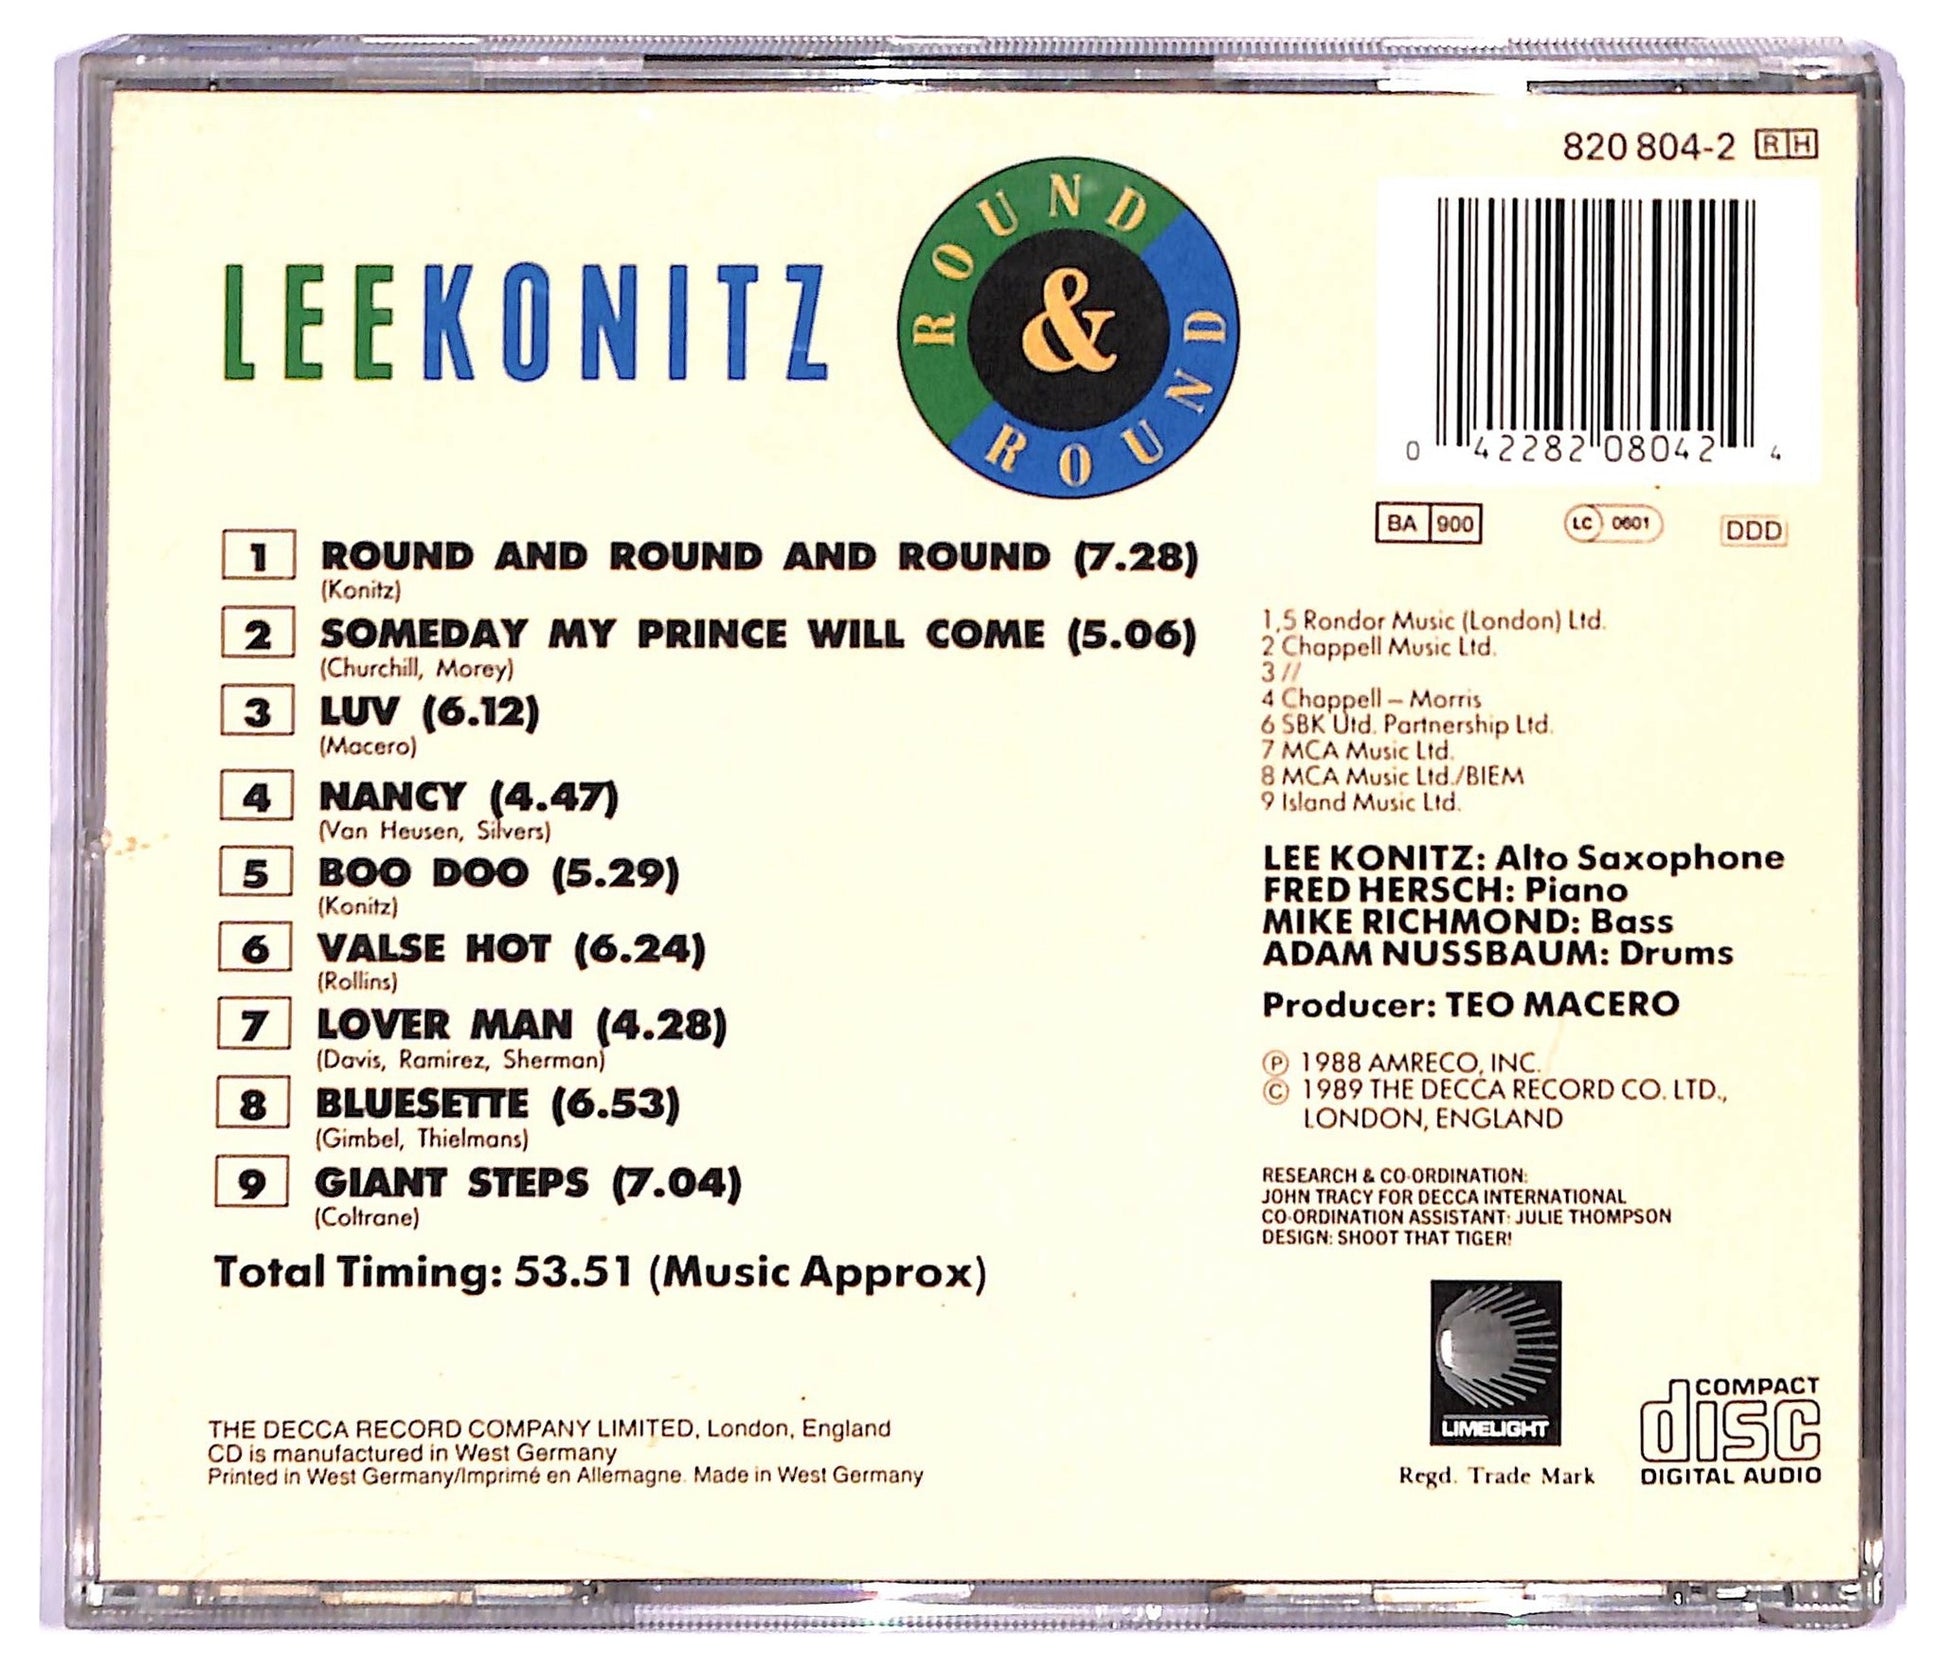 820 804-2 RH
LEE KONITZ
ROUND & ROUND
0 42282 08042 4
BA 900
LC 0601
DDD
1 ROUND AND ROUND AND ROUND (7.28)
(Konitz)
2 SOMEDAY MY PRINCE WILL COME (5.06)
(Churchill, Morey)
3 LUV (6.12)
(Macero)
4 NANCY (4.47)
(Van Heusen, Silvers)
5 BOO DOO (5.29)
(Konitz)
6 VALSE HOT (6.24)
(Rollins)
7 LOVER MAN (4.28)
(Davis, Ramirez, Sherman)
8 BLUESETTE (6.53)
(Gimbel, Thielmans)
9 GIANT STEPS (7.04)
(Coltrane)
Total Timing: 53.51 (Music Approx)
1,5 Rondor Music (London) Ltd.
2 Chappell Music Ltd.
3 //
4 Chappell – Morris
6 SBK Utd. Partnership Ltd.
7 MCA Music Ltd.
8 MCA Music Ltd./BIEM
9 Island Music Ltd.
LEE KONITZ: Alto Saxophone
FRED HERSCH: Piano
MIKE RICHMOND: Bass
ADAM NUSSBAUM: Drums
Producer: TEO MACERO
Ⓟ 1988 AMRECO, INC.
© 1989 THE DECCA RECORD CO. LTD.,
LONDON, ENGLAND
RESEARCH & CO-ORDINATION:
JOHN TRACY FOR DECCA INTERNATIONAL
CO-ORDINATION ASSISTANT: JULIE THOMPSON
DESIGN: SHOOT THAT TIGER!
LIMELIGHT
Regd. Trade Mark
COMPACT
disc
DIGITAL AUDIO
THE DECCA RECORD COMPANY LIMITED, London, England
CD is manufactured in West Germany
Printed in West Germany/Imprimé en Allemagne. Made in West Germany